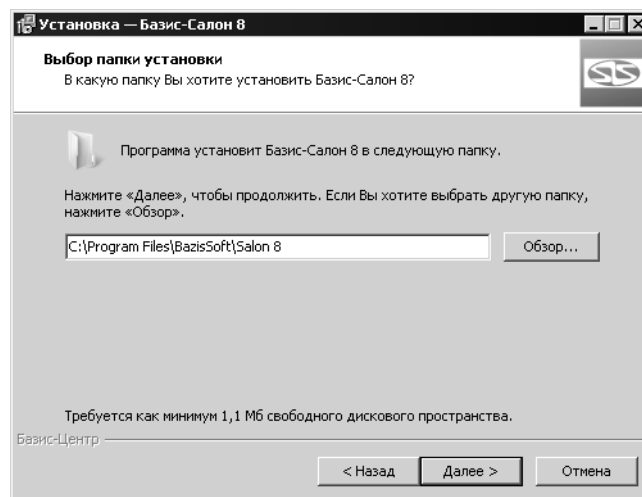 Установка — Базис-Салон 8
Выбор папки установки
В какую папку Вы хотите установить Базис-Салон 8?
Программа установит Базис-Салон 8 в следующую папку.
Нажмите «Далее», чтобы продолжить. Если Вы хотите выбрать другую папку,
нажмите «Обзор».
C:\Program Files\BazisSoft\Salon 8
Обзор...
Требуется как минимум 1,1 Мб свободного дискового пространства.
Базис-Центр
< Назад
Далее >
Отмена